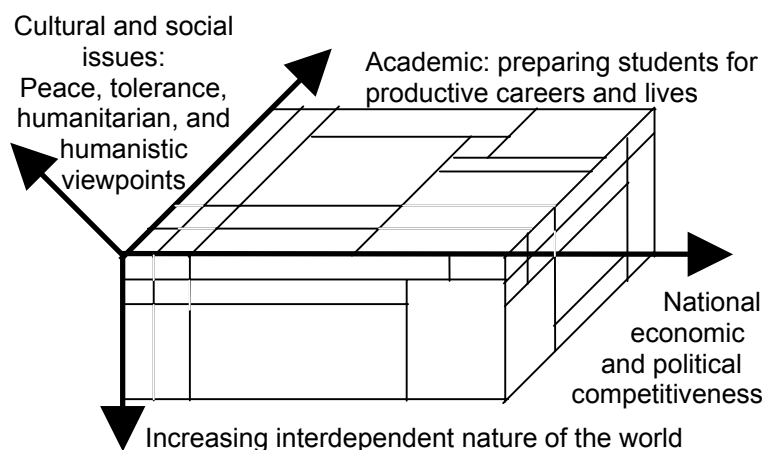 Cultural and social
issues:
Peace, tolerance,
humanitarian, and
humanistic
viewpoints
Academic: preparing students for
productive careers and lives
National
economic
and political
competitiveness
Increasing interdependent nature of the world